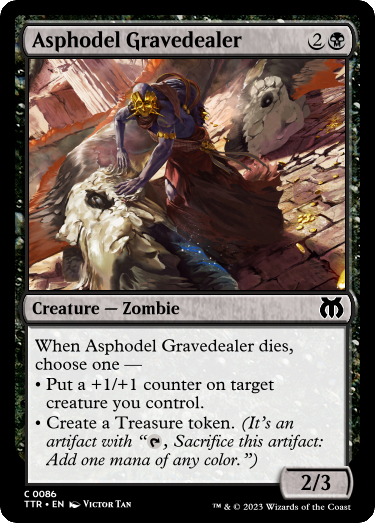 Asphodel Gravedealer 2
Creature — Zombie
When Asphodel Gravedealer dies,
choose one —
• Put a +1/+1 counter on target
creature you control.
• Create a Treasure token. (It's an
artifact with “, Sacrifice this artifact:
Add one mana of any color.”)
2/3
C 0086
TTR • EN Victor Tan
™ & © 2023 Wizards of the Coast